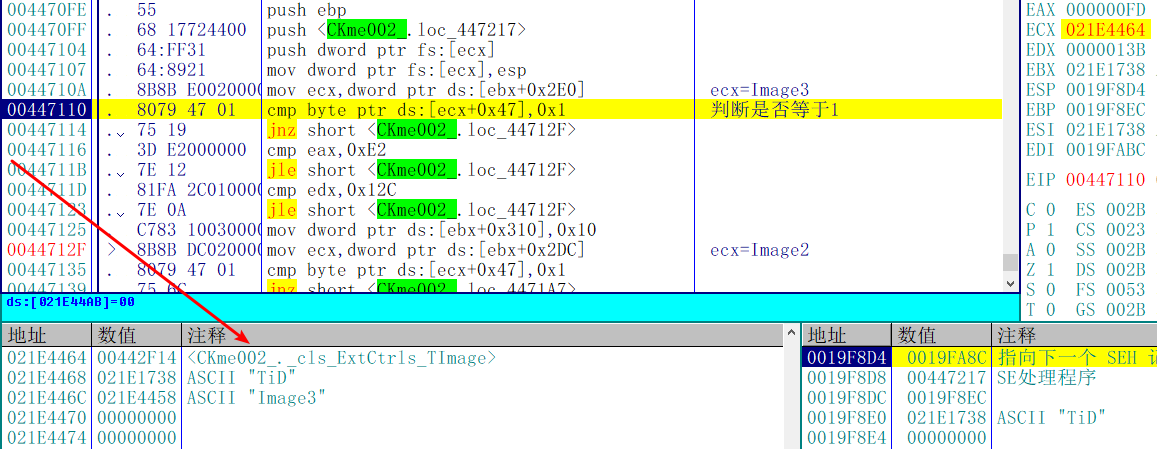 004470FE . 55 push ebp
004470FF . 68 17724400 push <CKme002_.loc_447217>
00447104 . 64:FF31 push dword ptr fs:[ecx]
00447107 . 64:8921 mov dword ptr fs:[ecx],esp
0044710A . 8B8B E0020000 mov ecx,dword ptr ds:[ebx+0x2E0] ecx=Image3
00447110 . 8079 47 01 cmp byte ptr ds:[ecx+0x47],0x1 判断是否等于1
00447114 . 75 19 jnz short <CKme002_.loc_44712F>
00447116 . 3D E2000000 cmp eax,0xE2
0044711B . 7E 12 jle short <CKme002_.loc_44712F>
0044711D . 81FA 2C010000 cmp edx,0x12C
00447123 . 7E 0A jle short <CKme002_.loc_44712F>
00447125 . C783 10030000 mov dword ptr ds:[ebx+0x310],0x10
0044712F > 8B8B DC020000 mov ecx,dword ptr ds:[ebx+0x2DC] ecx=Image2
00447135 . 8079 47 01 cmp byte ptr ds:[ecx+0x47],0x1
00447139 . 75 6C jnz short <CKme002_.loc_4471A7>
ds:[021E44AB]=00
EAX 000000FD
ECX 021E4464
EDX 0000013B
EBX 021E1738
ESP 0019F8D4
EBP 0019F8EC
ESI 021E1738
EDI 0019FABC
EIP 00447110
C 0 ES 002B
P 1 CS 0023
A 0 SS 002B
Z 1 DS 002B
S 0 FS 0053
T 0 GS 002B
地址 数值 注释
021E4464 00442F14 <CKme002_._cls_ExtCtrls_TImage>
021E4468 021E1738 ASCII "TiD"
021E446C 021E4458 ASCII "Image3"
021E4470 00000000
021E4474 00000000
地址 数值 注释
0019F8D4 0019FA8C 指向下一个 SEH
0019F8D8 00447217 SE处理程序
0019F8DC 0019F8EC
0019F8E0 021E1738 ASCII "TiD"
0019F8E4 00000000